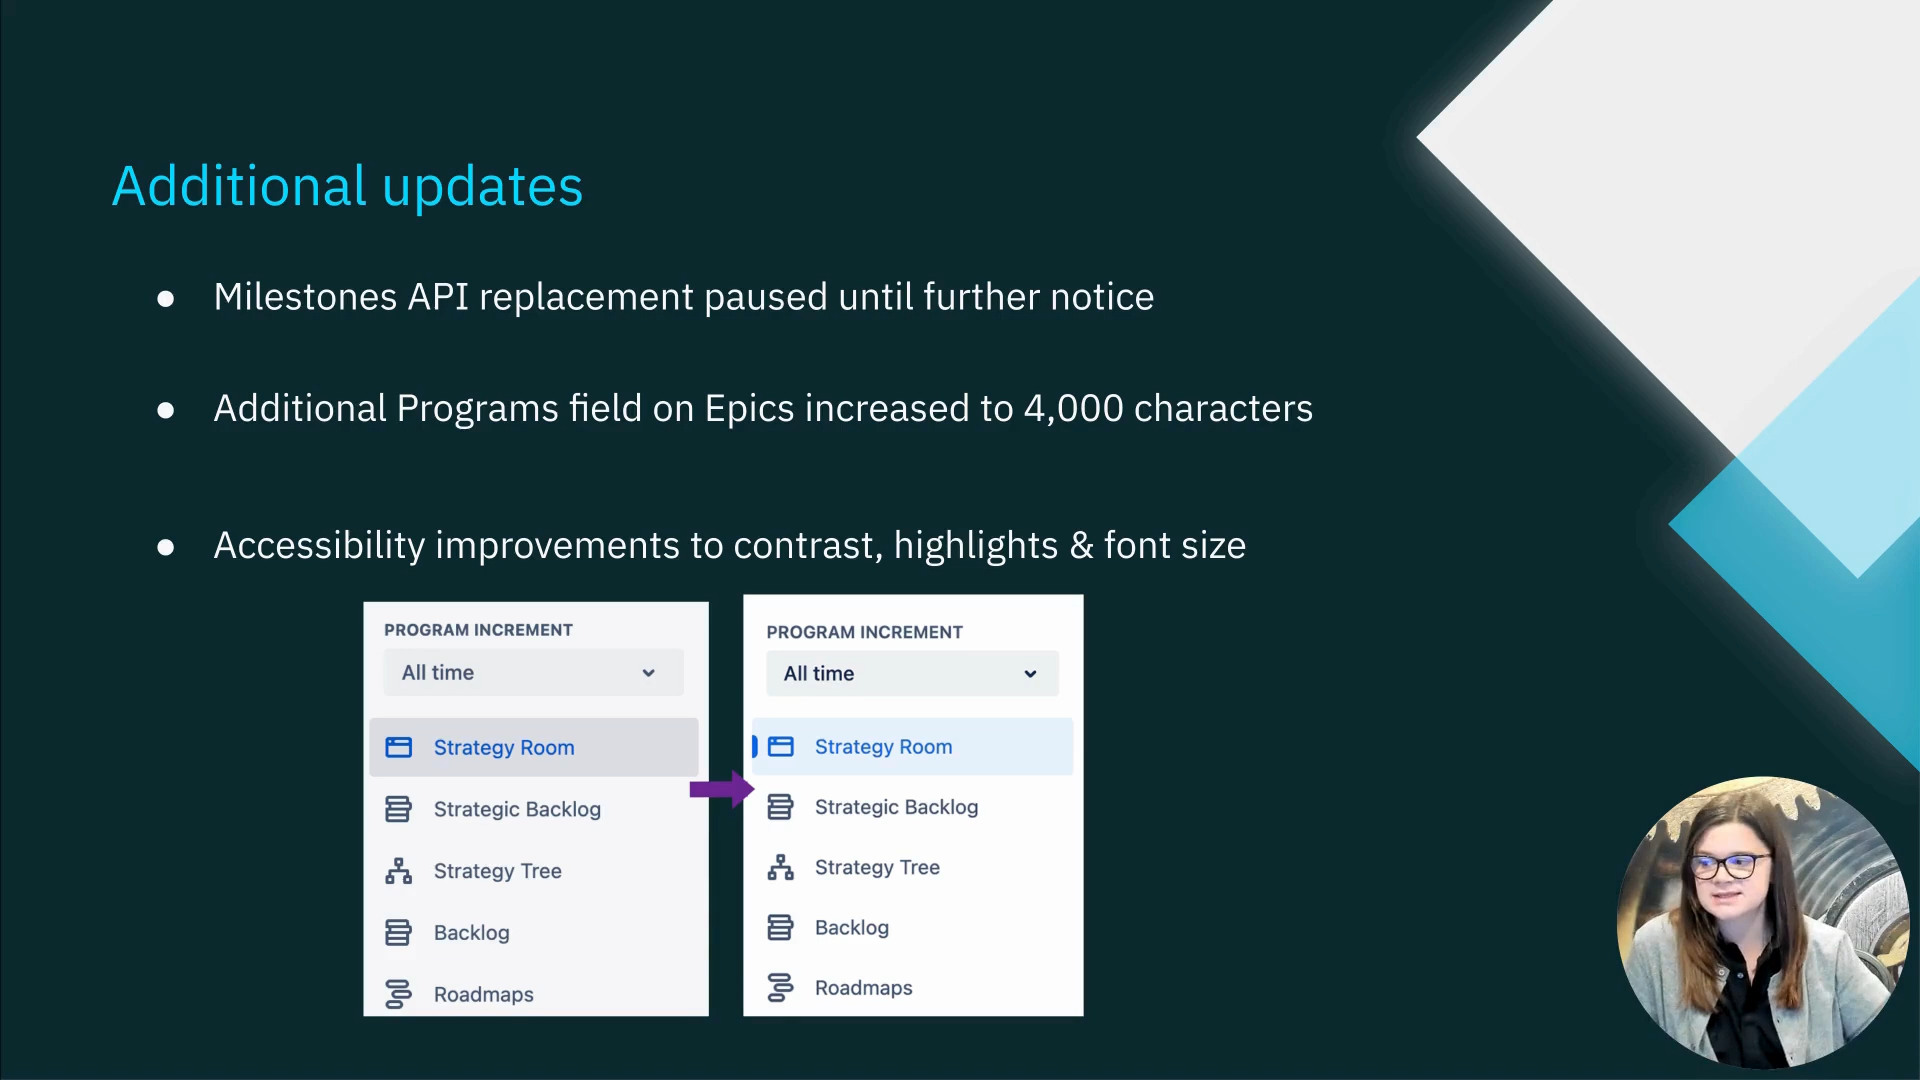 Additional updates
● Milestones API replacement paused until further notice
● Additional Programs field on Epics increased to 4,000 characters
● Accessibility improvements to contrast, highlights & font size
PROGRAM INCREMENT
All time
Strategy Room
Strategic Backlog
Strategy Tree
Backlog
Roadmaps
PROGRAM INCREMENT
All time
Strategy Room
Strategic Backlog
Strategy Tree
Backlog
Roadmaps